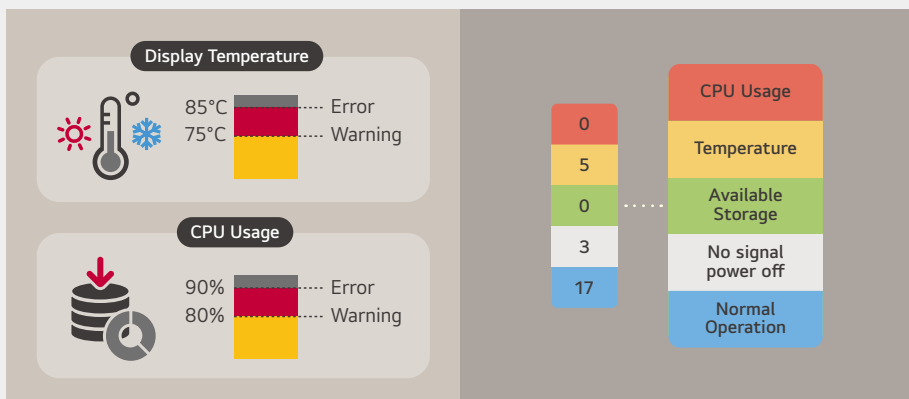 Display Temperature
85°C
Error
75°C
Warning
CPU Usage
90%
Error
80%
Warning
0
5
0
3
17
CPU Usage
Temperature
Available
Storage
No signal
power off
Normal
Operation